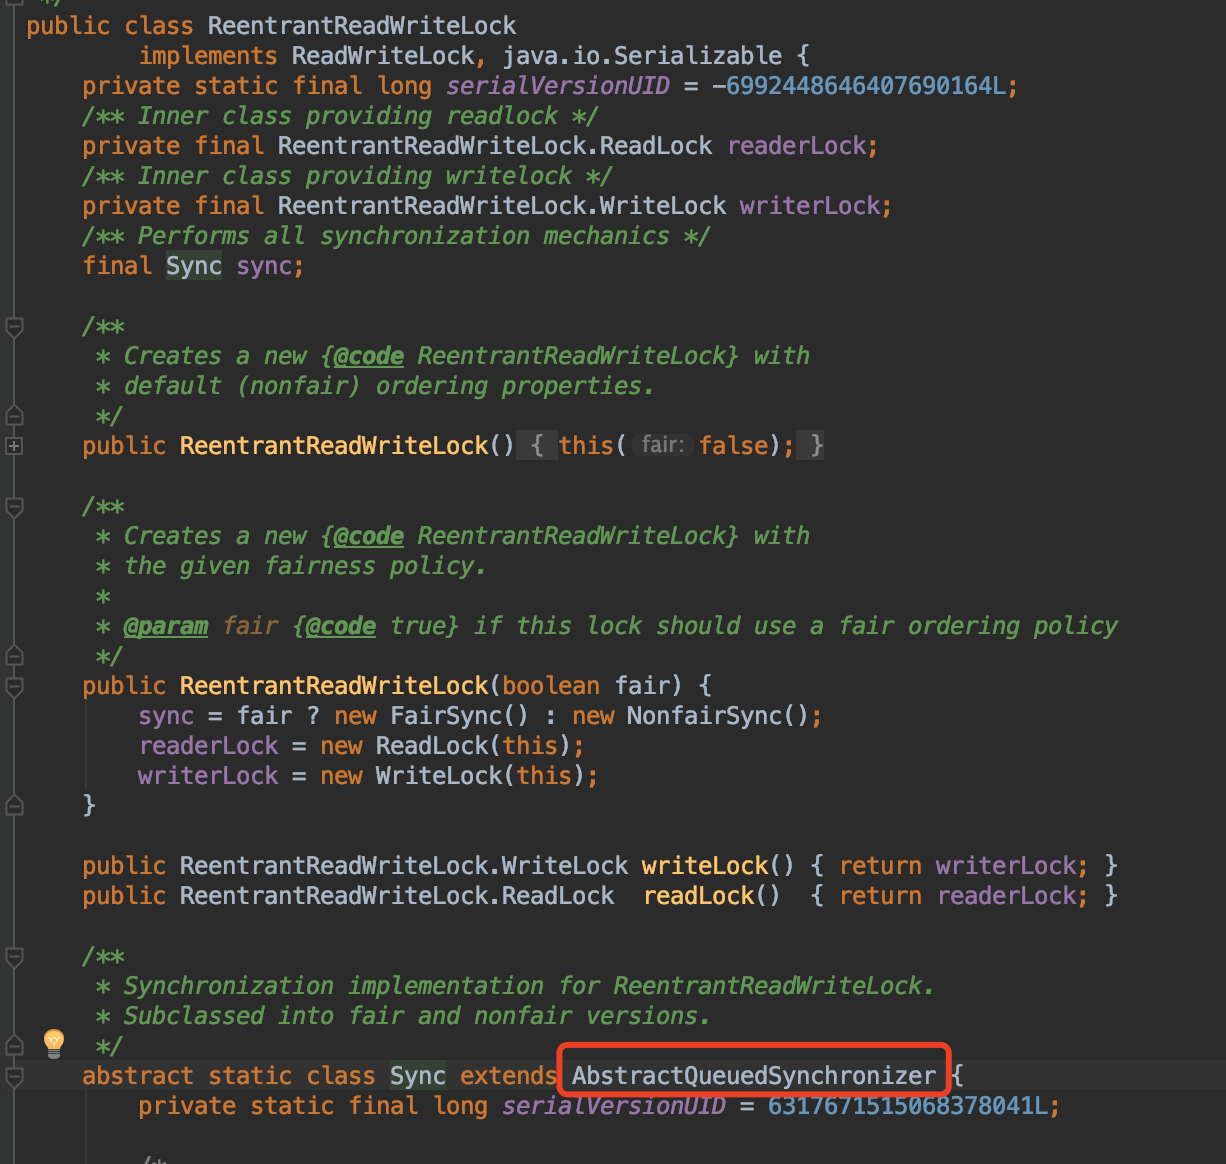 */
public class ReentrantReadWriteLock
        implements ReadWriteLock, java.io.Serializable {
    private static final long serialVersionUID = -6992448646407690164L;
    /** Inner class providing readlock */
    private final ReentrantReadWriteLock.ReadLock readerLock;
    /** Inner class providing writelock */
    private final ReentrantReadWriteLock.WriteLock writerLock;
    /** Performs all synchronization mechanics */
    final Sync sync;

    /**
     * Creates a new {@code ReentrantReadWriteLock} with
     * default (nonfair) ordering properties.
     */
    public ReentrantReadWriteLock() { this( fair: false); }

    /**
     * Creates a new {@code ReentrantReadWriteLock} with
     * the given fairness policy.
     *
     * @param fair {@code true} if this lock should use a fair ordering policy
     */
    public ReentrantReadWriteLock(boolean fair) {
        sync = fair ? new FairSync() : new NonfairSync();
        readerLock = new ReadLock(this);
        writerLock = new WriteLock(this);
    }

    public ReentrantReadWriteLock.WriteLock writeLock() { return writerLock; }
    public ReentrantReadWriteLock.ReadLock  readLock()  { return readerLock; }

    /**
     * Synchronization implementation for ReentrantReadWriteLock.
     * Subclassed into fair and nonfair versions.
     */
    abstract static class Sync extends AbstractQueuedSynchronizer {
        private static final long serialVersionUID = 6317671515068378041L;

        /*